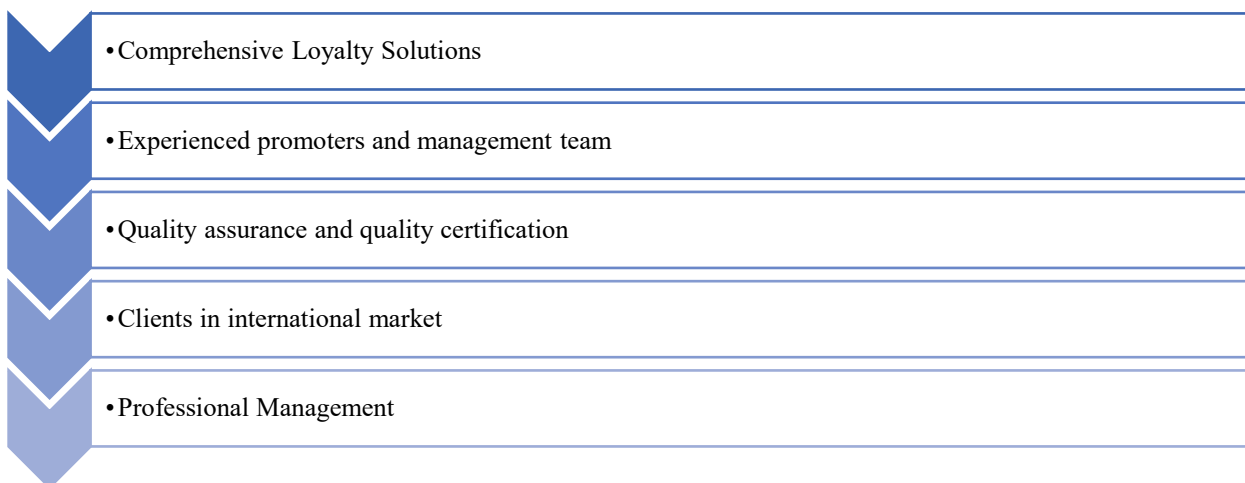 •Comprehensive Loyalty Solutions
•Experienced promoters and management team
•Quality assurance and quality certification
•Clients in international market
•Professional Management